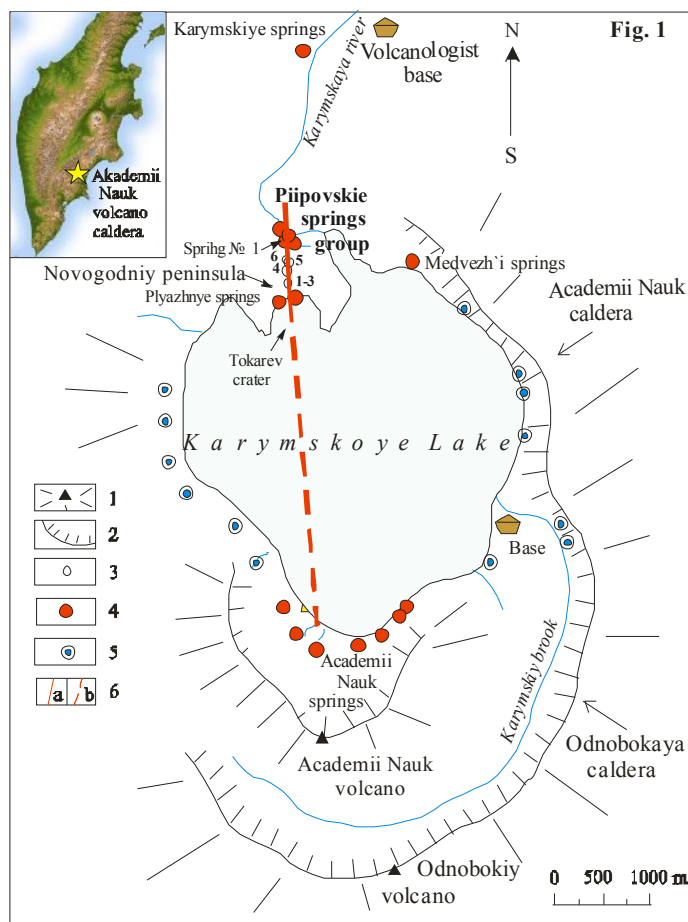 Fig. 1
Karymskiye springs
Volcanologist
base
N
S
Karymskaya river
Akademii
Nauk
volcano
caldera
Piipovskie
springs
group
Sprihg № 1
6
5
4
1-3
Novogodniy peninsula
Plyazhnye springs
Medvezh`i springs
Academii Nauk
caldera
Tokarev
crater
Karymskoye Lake
1
2
3
4
5
a b 6
Base
Academii
Nauk
springs
Karymskiy brook
Academii Nauk
volcano
Odnobokaya
caldera
Odnobokiy
volcano
0 500 1000 m